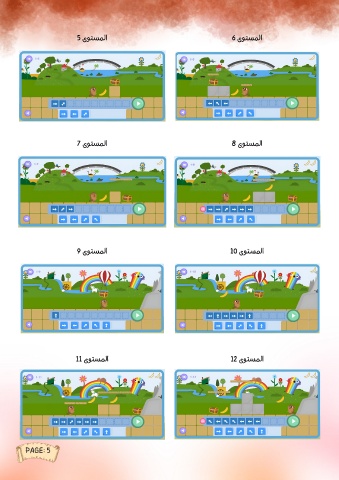 المستوى 5
المستوى 6
المستوى 7
المستوى 8
المستوى 9
المستوى 10
المستوى 11
المستوى 12
PAGE: 5